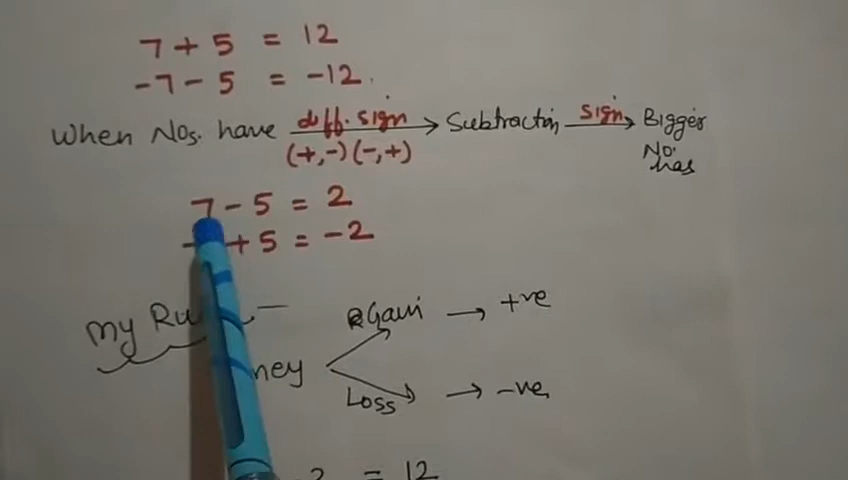 7 + 5 = 12
-7 - 5 = -12.
When Nos. have diff. sign (+,-) (-,+) → Subtraction sign → Bigger No. has
7 - 5 = 2
- + 5 = -2
My
Gain → +ve
Loss → -ve
= 12